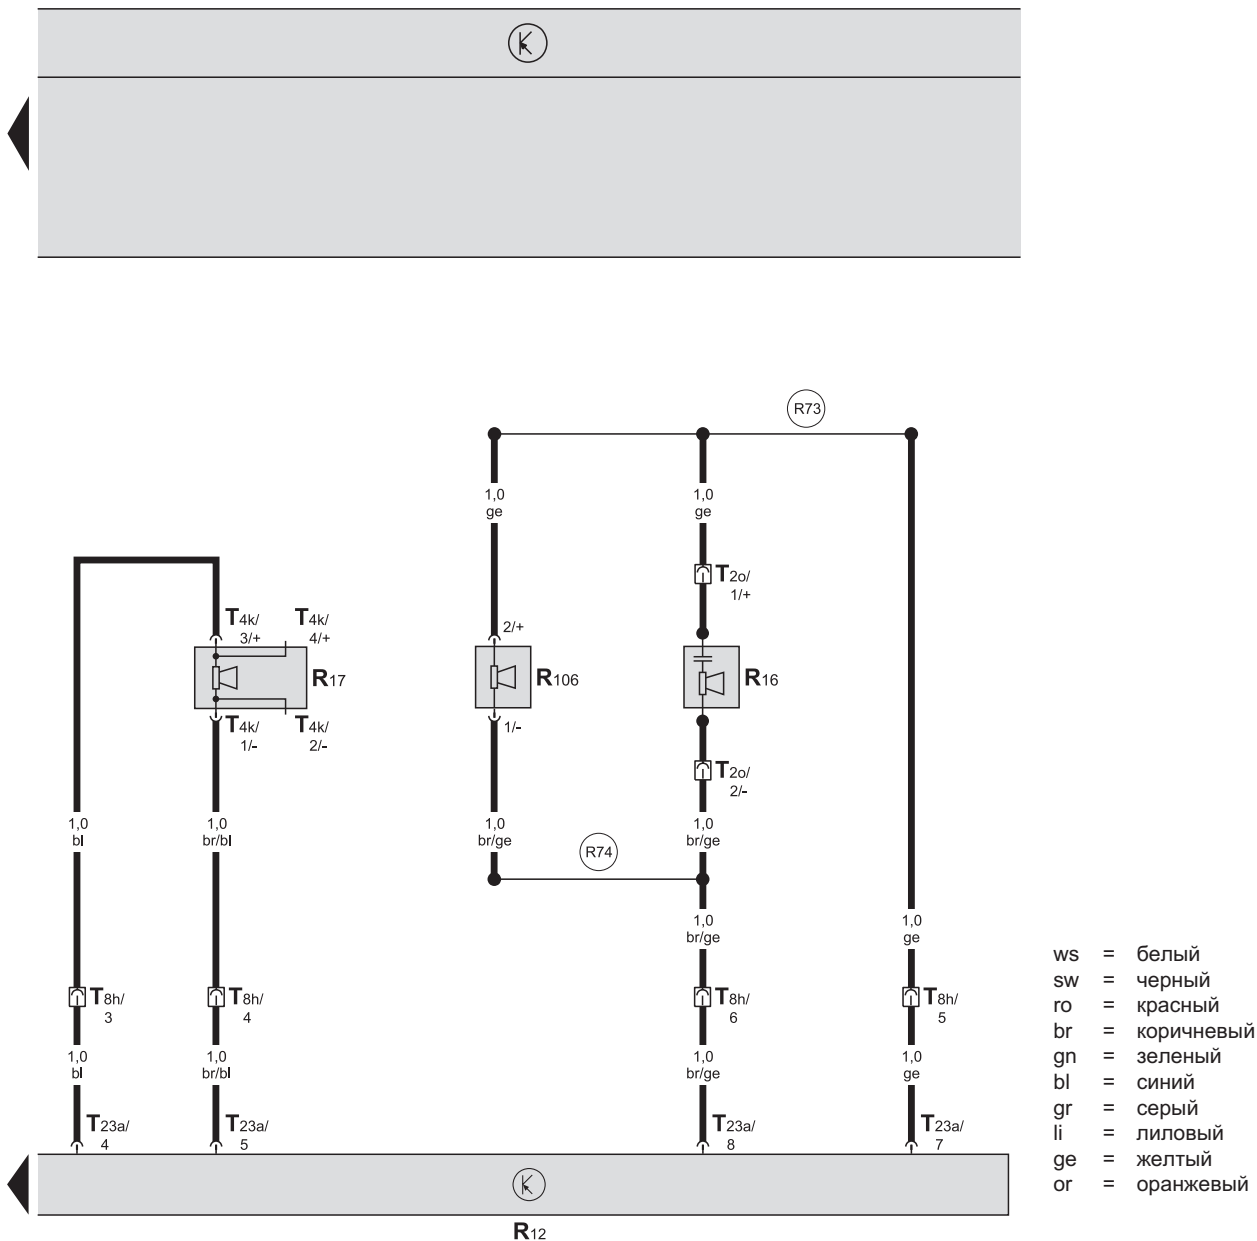 R73
1,0
ge
1,0
ge
T2o/
1/+
T4k/
3/+
T4k/
4/+
2/+
R17
R106
R16
T4k/
1/-
T4k/
2/-
1/-
T2o/
2/-
1,0
bl
1,0
br/bl
1,0
br/ge
R74
1,0
br/ge
1,0
br/ge
1,0
ge
T8h/
3
T8h/
4
T8h/
6
T8h/
5
1,0
bl
1,0
br/bl
1,0
br/ge
1,0
ge
T23a/
4
T23a/
5
T23a/
8
T23a/
7
R12
ws = белый
sw = черный
ro = красный
br = коричневый
gn = зеленый
bl = синий
gr = серый
li = лиловый
ge = желтый
or = оранжевый